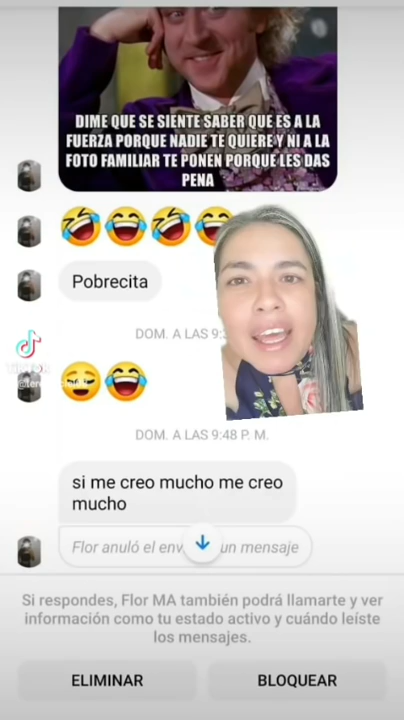 DIME QUE SE SIENTE SABER QUE ES A LA
FUERZA PORQUE NADIE TE QUIERE Y NI A LA
FOTO FAMILIAR TE PONEN PORQUE LES DAS
PENA
Pobrecita
DOM. A LAS
DOM. A LAS 9:48 P. M.
si me creo mucho me creo
mucho
Flor anuló el un mensaje
Si respondes, Flor MA también podrá llamarte y ver
información como tu estado activo y cuándo leíste
los mensajes.
ELIMINAR
BLOQUEAR